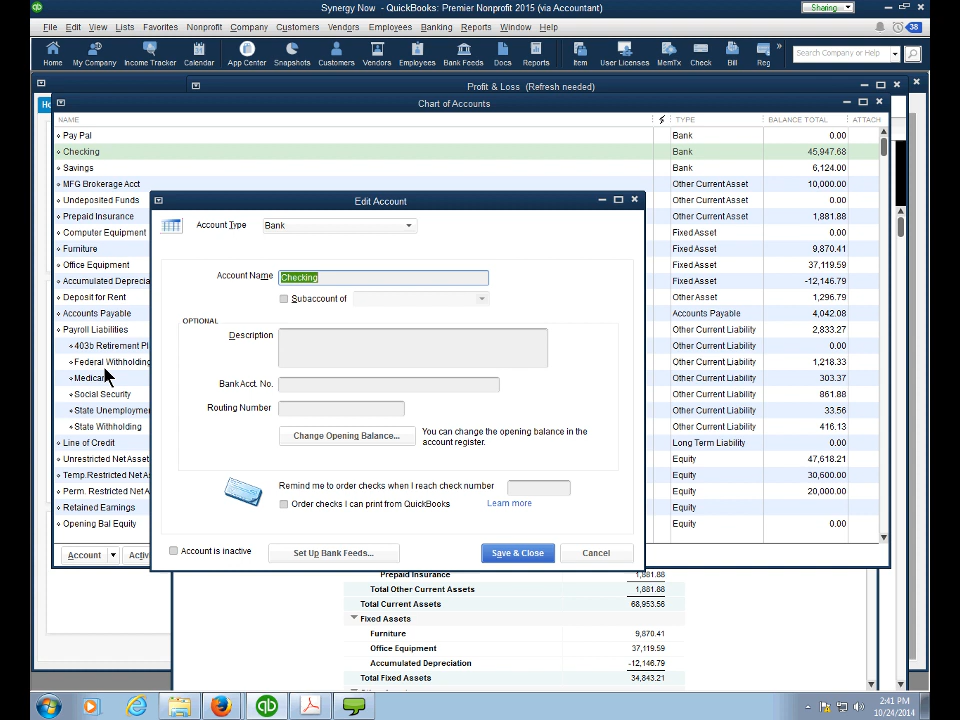 Synergy Now - QuickBooks: Premier Nonprofit 2015 (via Accountant)
Sharing
File Edit View Lists Favorites Nonprofit Company Customers Vendors Employees Banking Reports Window Help
38
Home My Company Income Tracker Calendar App Center Snapshots Customers Vendors Employees Bank Feeds Docs Reports Item User Licenses MemTx Check Bill Reg » Search Company or Help
Profit & Loss (Refresh needed)
Chart of Accounts
NAME TYPE BALANCE TOTAL ATTACH
Pay Pal Bank 0.00
Checking Bank 45,947.68
Savings Bank 6,124.00
MFG Brokerage Acct Other Current Asset 10,000.00
Undeposited Funds Other Current Asset 0.00
Prepaid Insurance Other Current Asset 1,881.88
Computer Equipment Fixed Asset 0.00
Furniture Fixed Asset 9,870.41
Office Equipment Fixed Asset 37,119.59
Accumulated Deprecia Fixed Asset -12,146.79
Deposit for Rent Other Asset 1,296.79
Accounts Payable Accounts Payable 4,042.08
Payroll Liabilities Other Current Liability 2,833.27
403b Retirement Pl Other Current Liability 0.00
Federal Withholding Other Current Liability 1,218.33
Medicar Other Current Liability 303.37
Social Security Other Current Liability 861.88
State Unemployme Other Current Liability 33.56
State Withholding Other Current Liability 416.13
Line of Credit Long Term Liability 0.00
Unrestricted Net Asset Equity 47,618.21
Temp.Restricted Net As Equity 30,600.00
Perm. Restricted Net As Equity 20,000.00
Retained Earnings Equity
Opening Bal Equity Equity 0.00
Account Activ
Edit Account
Account Type Bank
Account Name Checking
Subaccount of
OPTIONAL
Description
Bank Acct. No.
Routing Number
Change Opening Balance... You can change the opening balance in the
account register.
Remind me to order checks when I reach check number
Order checks I can print from QuickBooks Learn more
Account is inactive Set Up Bank Feeds... Save & Close Cancel
Prepaid Insurance 1,881.88
Total Other Current Assets 1,881.88
Total Current Assets 68,953.56
Fixed Assets
Furniture 9,870.41
Office Equipment 37,119.59
Accumulated Depreciation -12,146.79
Total Fixed Assets 34,843.21
2:41 PM
10/24/2014